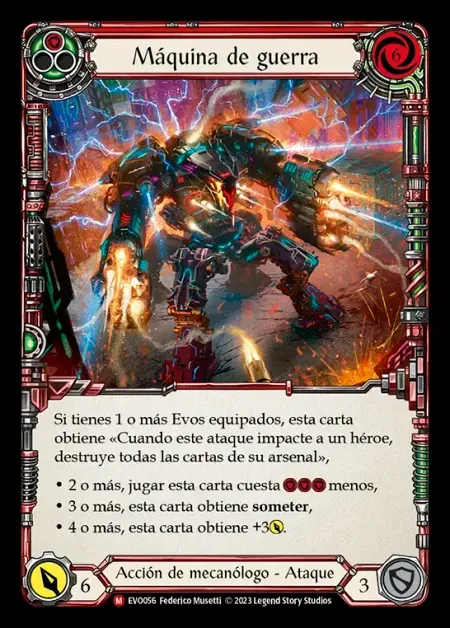 Máquina de guerra
6
Si tienes 1 o más Evos equipados, esta carta
obtiene «Cuando este ataque impacte a un héroe,
destruye todas las cartas de su arsenal»,
• 2 o más, jugar esta carta cuesta menos,
• 3 o más, esta carta obtiene someter,
• 4 o más, esta carta obtiene +3.
6
Acción de mecanólogo - Ataque
3
M EVO056 Federico Musetti © 2023 Legend Story Studios